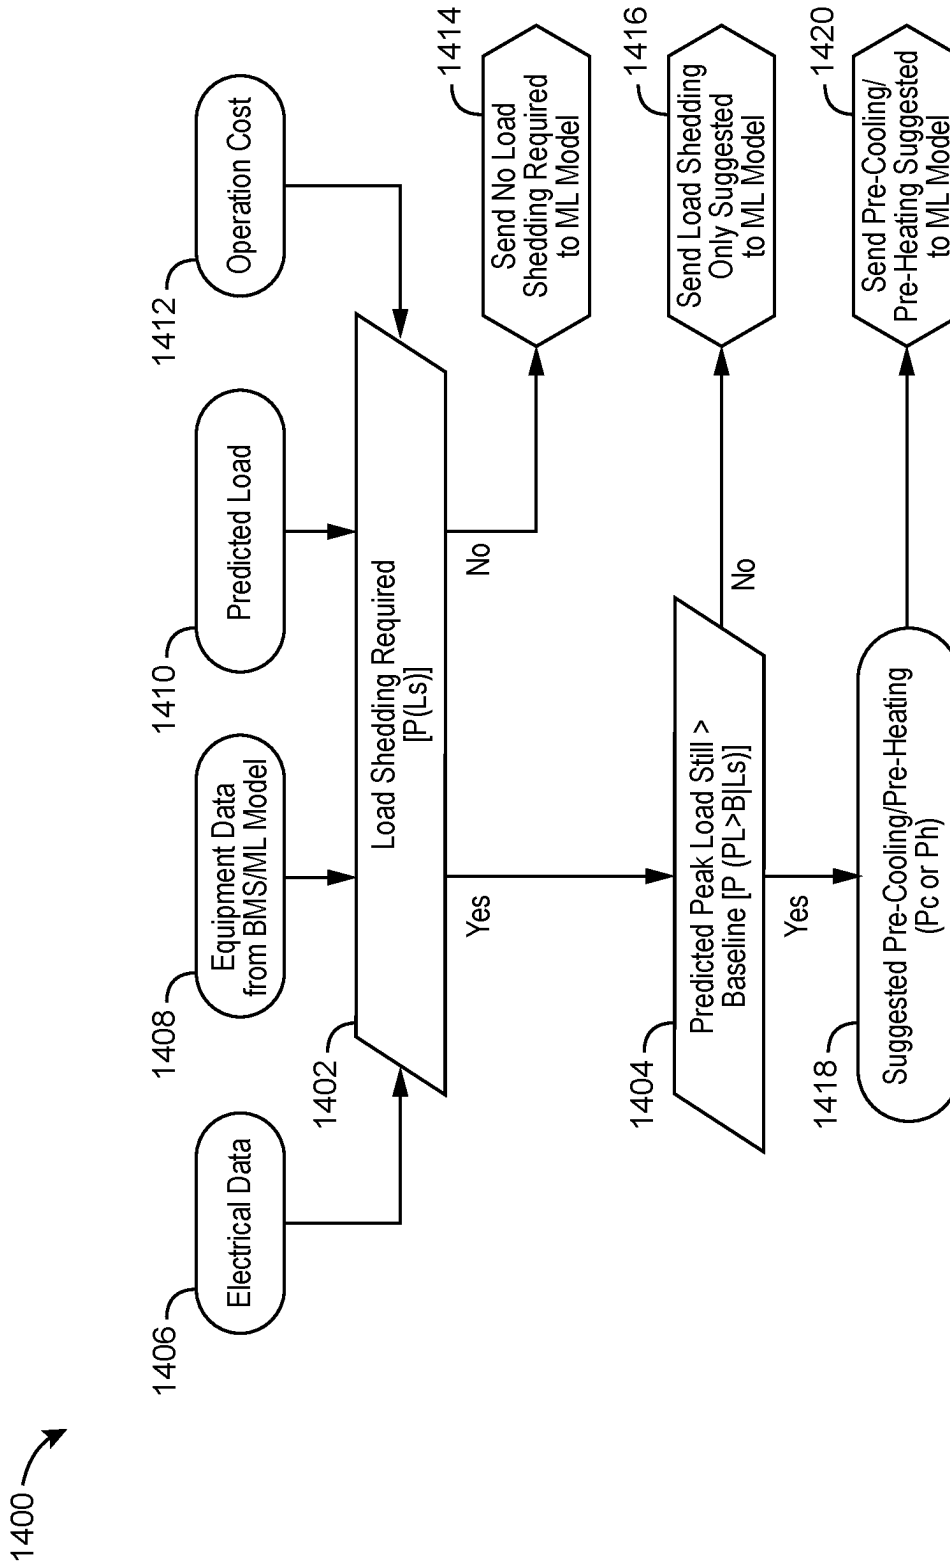 1400
1406
Electrical Data
1408
Equipment Data
from BMS/ML Model
1410
Predicted Load
1412
Operation Cost
1402
Load Shedding Required
[P(Ls)]
No
1414
Send No Load
Shedding Required
to ML Model
Yes
1404
Predicted Peak Load Still >
Baseline [P (PL>B|Ls)]
No
1416
Send Load Shedding
Only Suggested
to ML Model
Yes
1418
Suggested Pre-Cooling/Pre-Heating
(Pc or Ph)
1420
Send Pre-Cooling/
Pre-Heating Suggested
to ML Model